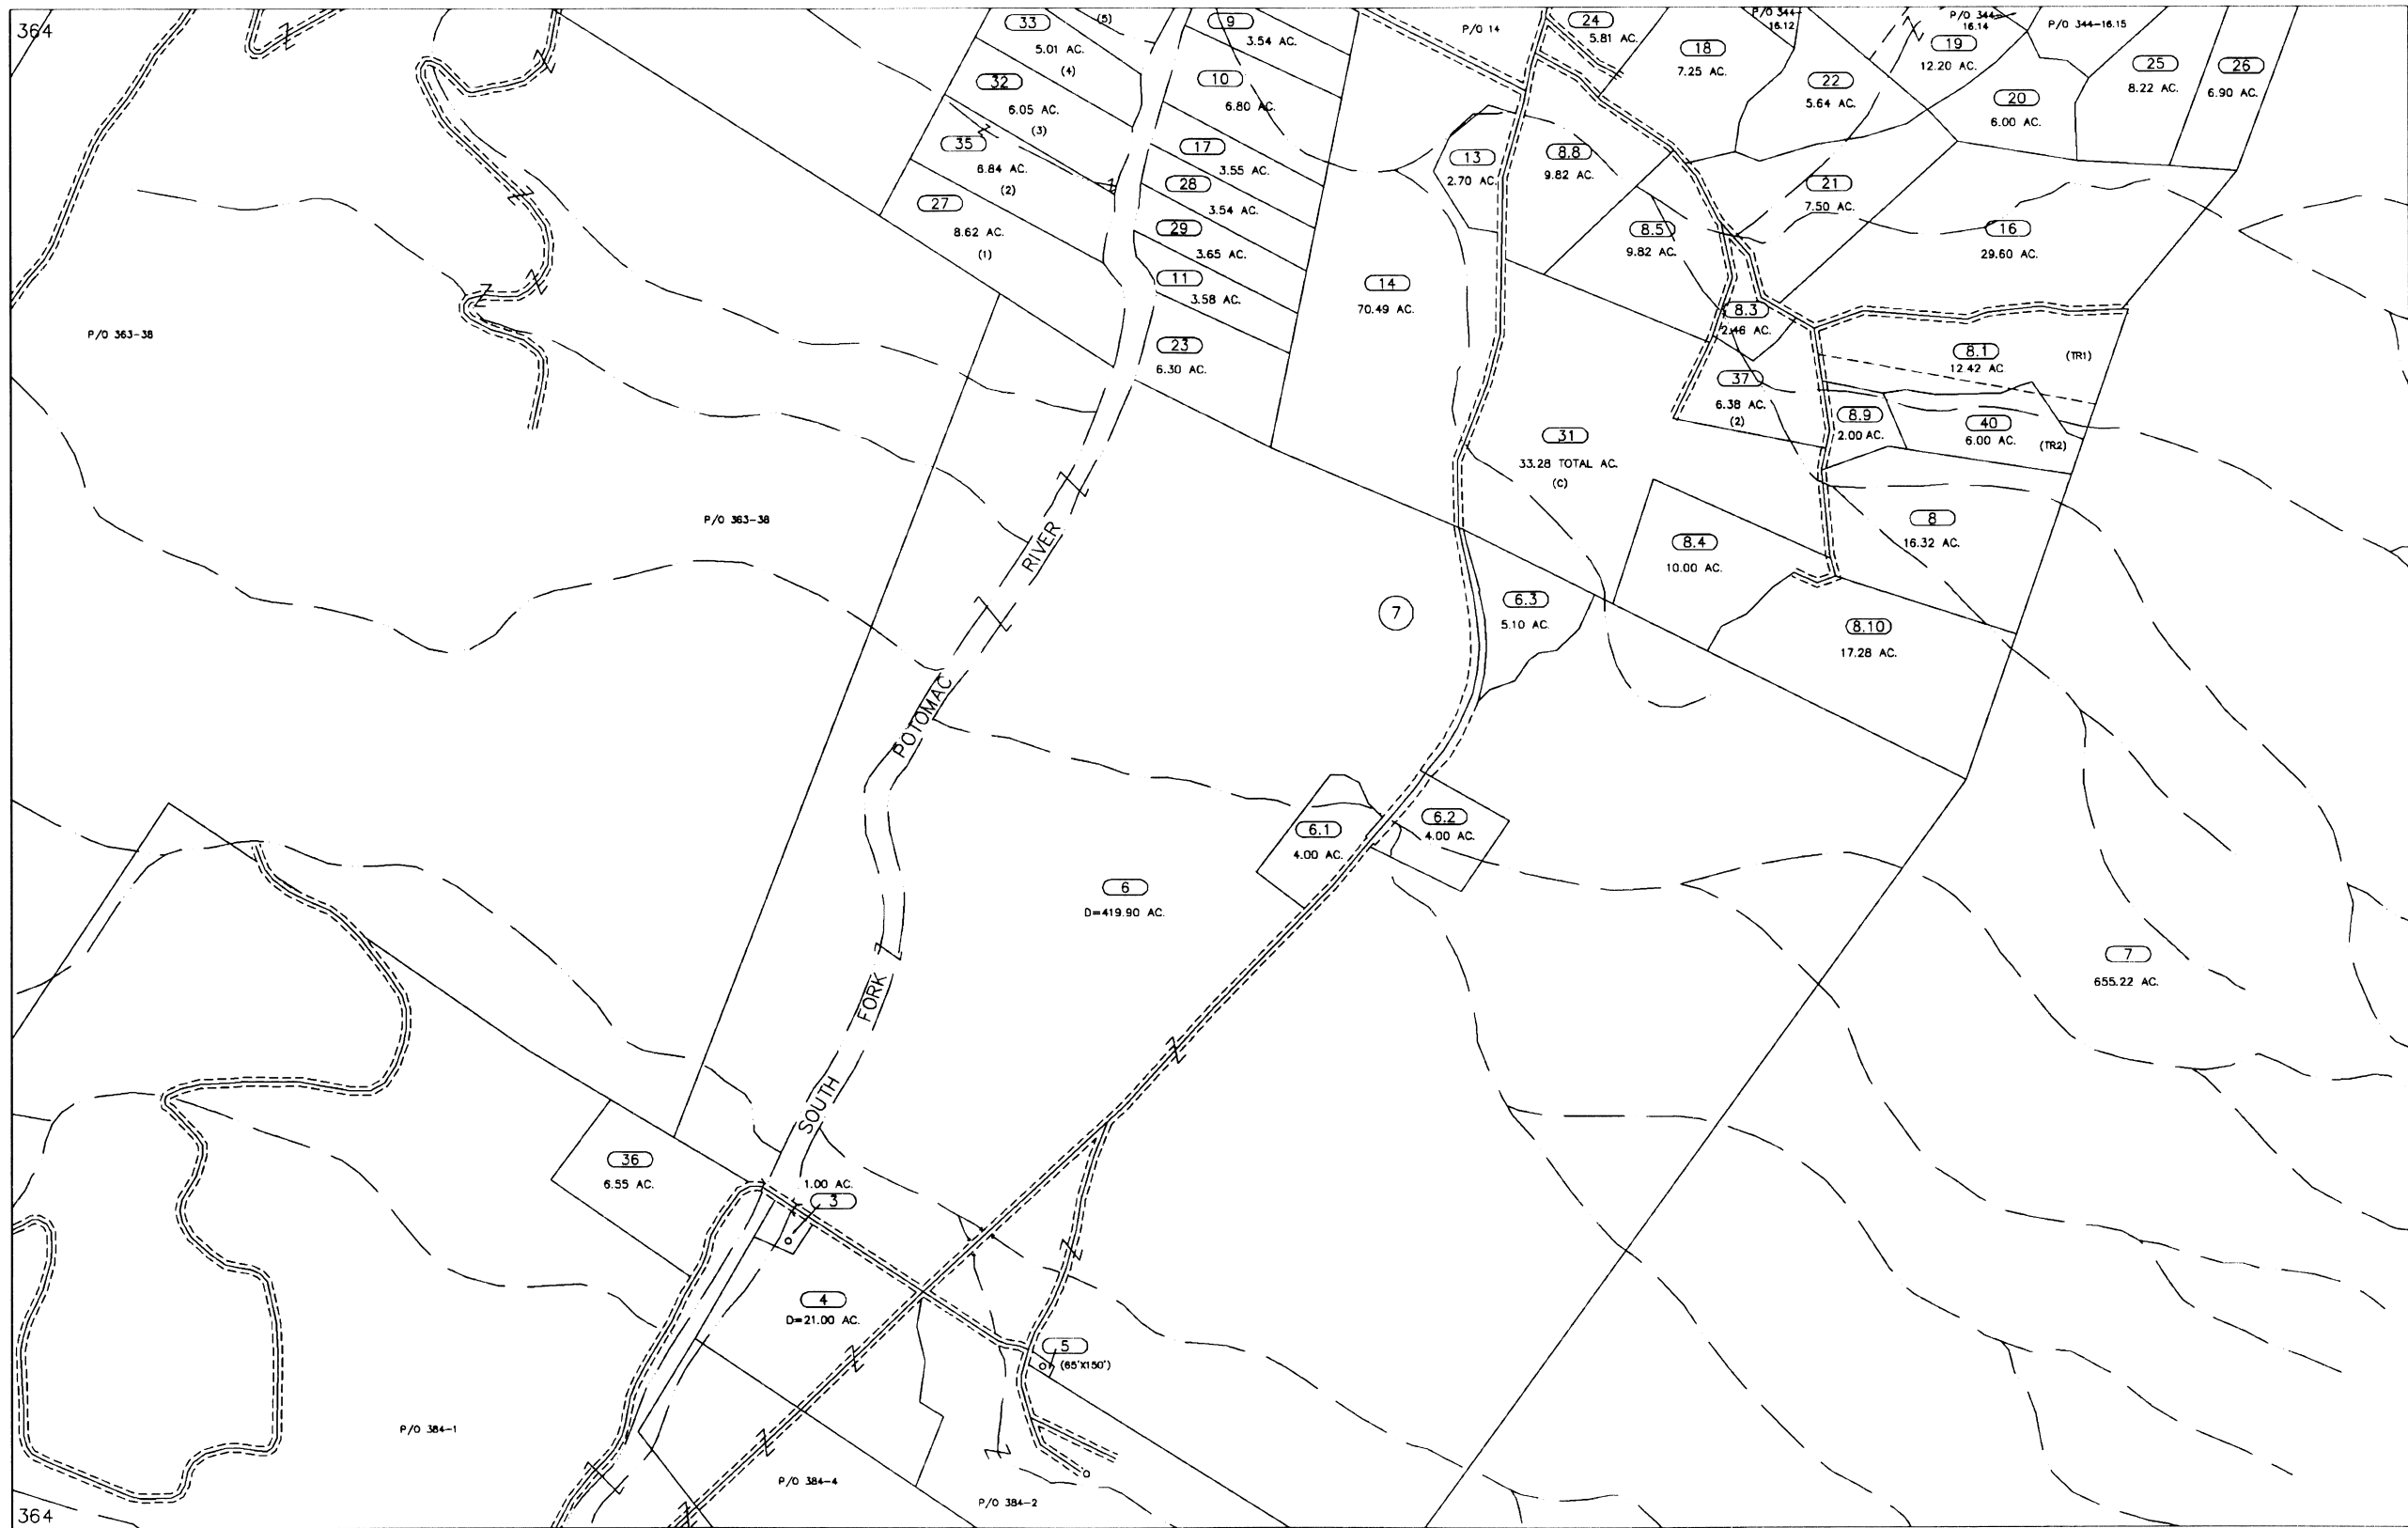 364
33
5.01 AC.
(4)
(5)
9
3.54 AC.
P/O 14
24
5.81 AC.
P/O 344-
16.12
P/O 344-
16.14
P/O 344-16.15
18
7.25 AC.
19
12.20 AC.
25
8.22 AC.
26
6.90 AC.
32
6.05 AC.
(3)
10
6.80 AC.
22
5.64 AC.
20
6.00 AC.
35
6.84 AC.
(2)
17
3.55 AC.
13
2.70 AC.
8.8
9.82 AC.
28
3.54 AC.
21
7.50 AC.
27
8.62 AC.
(1)
29
3.65 AC.
8.5
9.82 AC.
16
29.60 AC.
11
3.58 AC.
14
70.49 AC.
8.3
2.46 AC.
P/O 363-38
23
6.30 AC.
8.1
12.42 AC
(TR1)
37
6.38 AC.
(2)
8.9
2.00 AC.
40
6.00 AC.
(TR2)
31
33.28 TOTAL AC.
(C)
P/O 363-38
RIVER
8.4
10.00 AC.
8
16.32 AC.
7
6.3
5.10 AC.
8.10
17.28 AC.
POTOMAC
6.1
4.00 AC.
6.2
4.00 AC.
6
D=419.90 AC.
7
655.22 AC.
FORK
SOUTH
36
6.55 AC.
1.00 AC.
3
4
D=21.00 AC.
5
(65'X150')
P/O 384-1
P/O 384-4
P/O 384-2
364